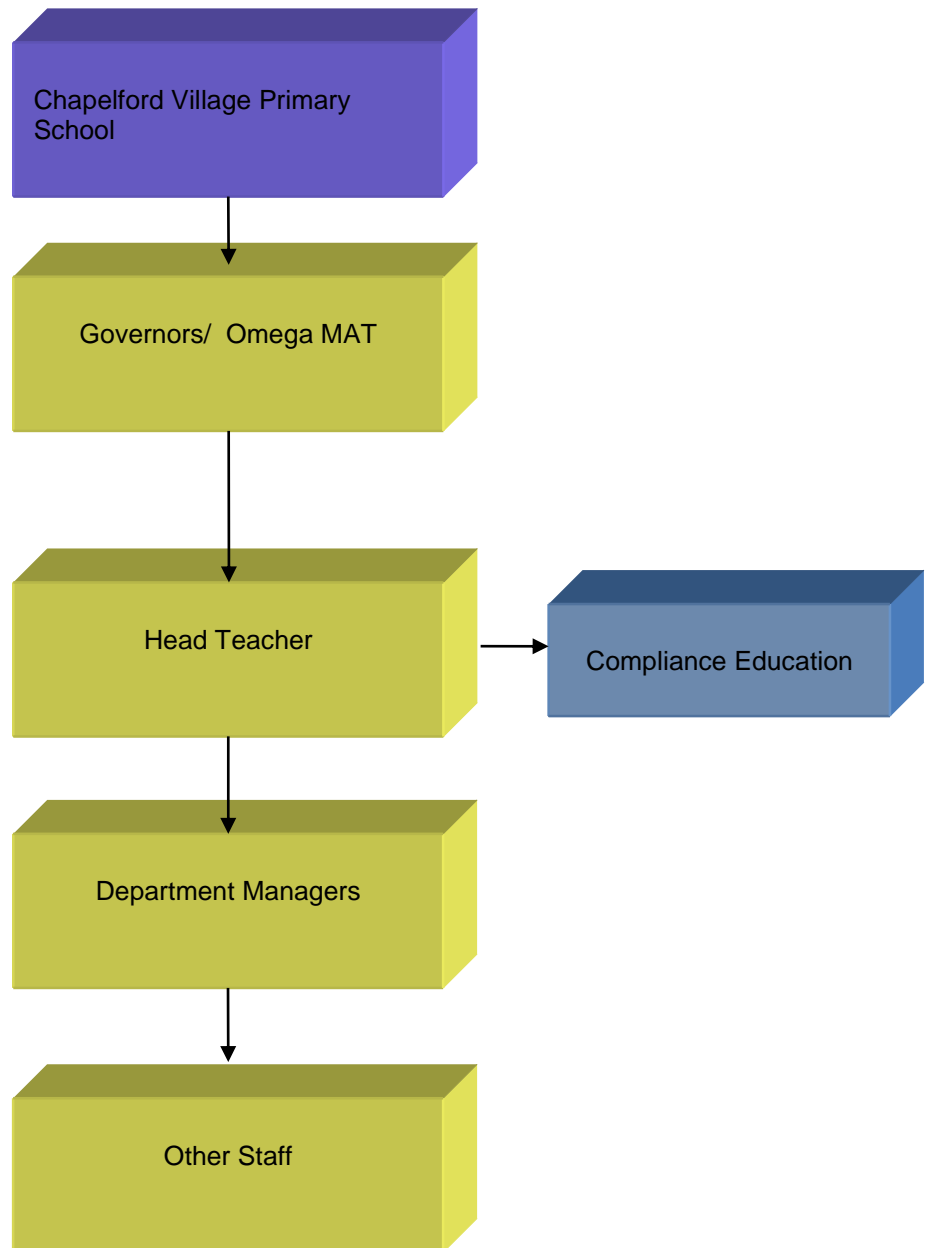 Chapelford Village Primary
School
Governors/ Omega MAT
Head Teacher
Compliance Education
Department Managers
Other Staff